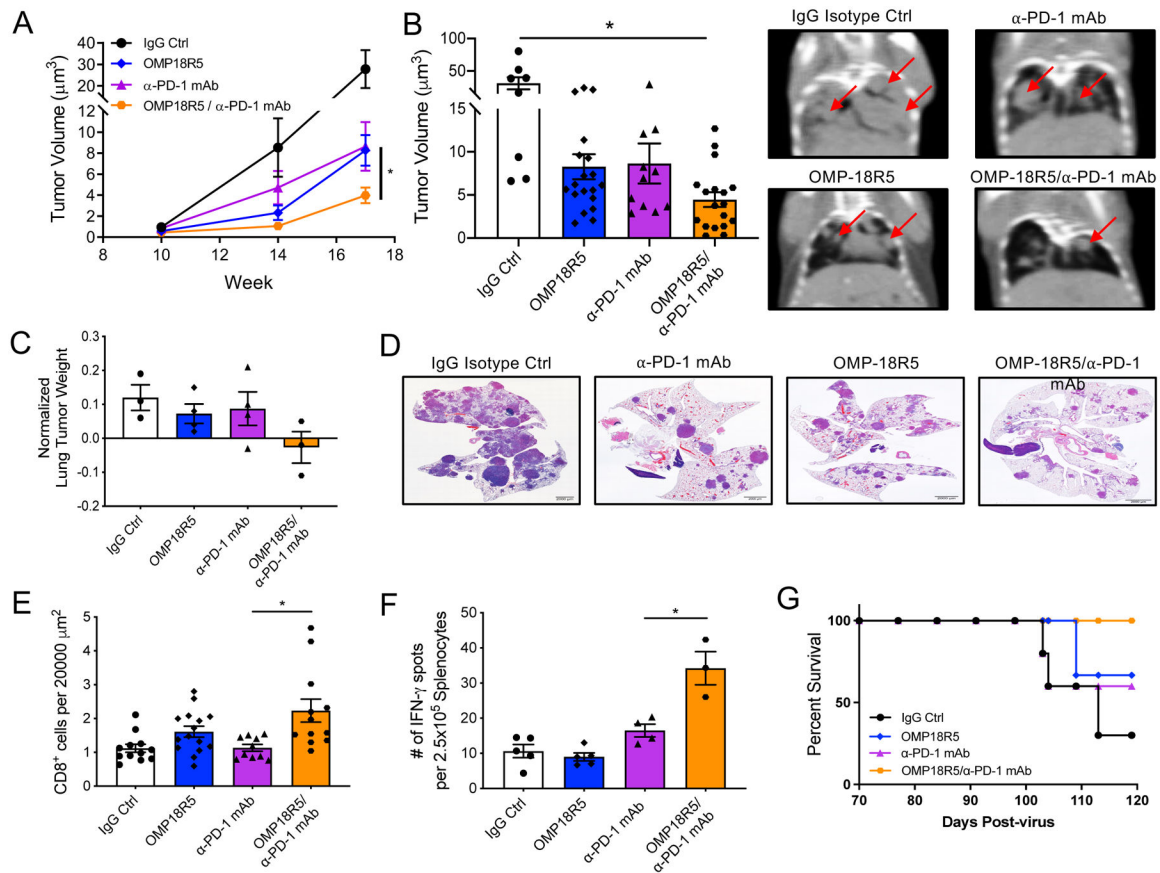 A
Tumor Volume (μm³)
40
30
20
10
8
6
4
2
0
8
10
12
14
16
18
Week
IgG Ctrl
OMP18R5
α-PD-1 mAb
OMP18R5 / α-PD-1 mAb
*
B
Tumor Volume (μm³)
100
50
15
10
5
0
*
IgG Ctrl
OMP18R5
α-PD-1 mAb
OMP18R5/
α-PD-1 mAb
IgG Isotype Ctrl
α-PD-1 mAb
OMP-18R5
OMP-18R5/α-PD-1 mAb
C
Normalized
Lung Tumor Weight
0.3
0.2
0.1
0.0
-0.1
-0.2
IgG Ctrl
OMP18R5
α-PD-1 mAb
OMP18R5/
α-PD-1 mAb
D
IgG Isotype Ctrl
α-PD-1 mAb
OMP-18R5
OMP-18R5/α-PD-1
mAb
E
CD8⁺ cells per 20000 μm²
5
4
3
2
1
0
*
IgG Ctrl
OMP18R5
α-PD-1 mAb
OMP18R5/
α-PD-1 mAb
F
# of IFN-γ spots
per 2.5x10⁵ Splenocytes
50
40
30
20
10
0
*
IgG Ctrl
OMP18R5
α-PD-1 mAb
OMP18R5/
α-PD-1 mAb
G
Percent Survival
100
50
0
70
80
90
100
110
120
Days Post-virus
IgG Ctrl
OMP18R5
α-PD-1 mAb
OMP18R5/α-PD-1 mAb